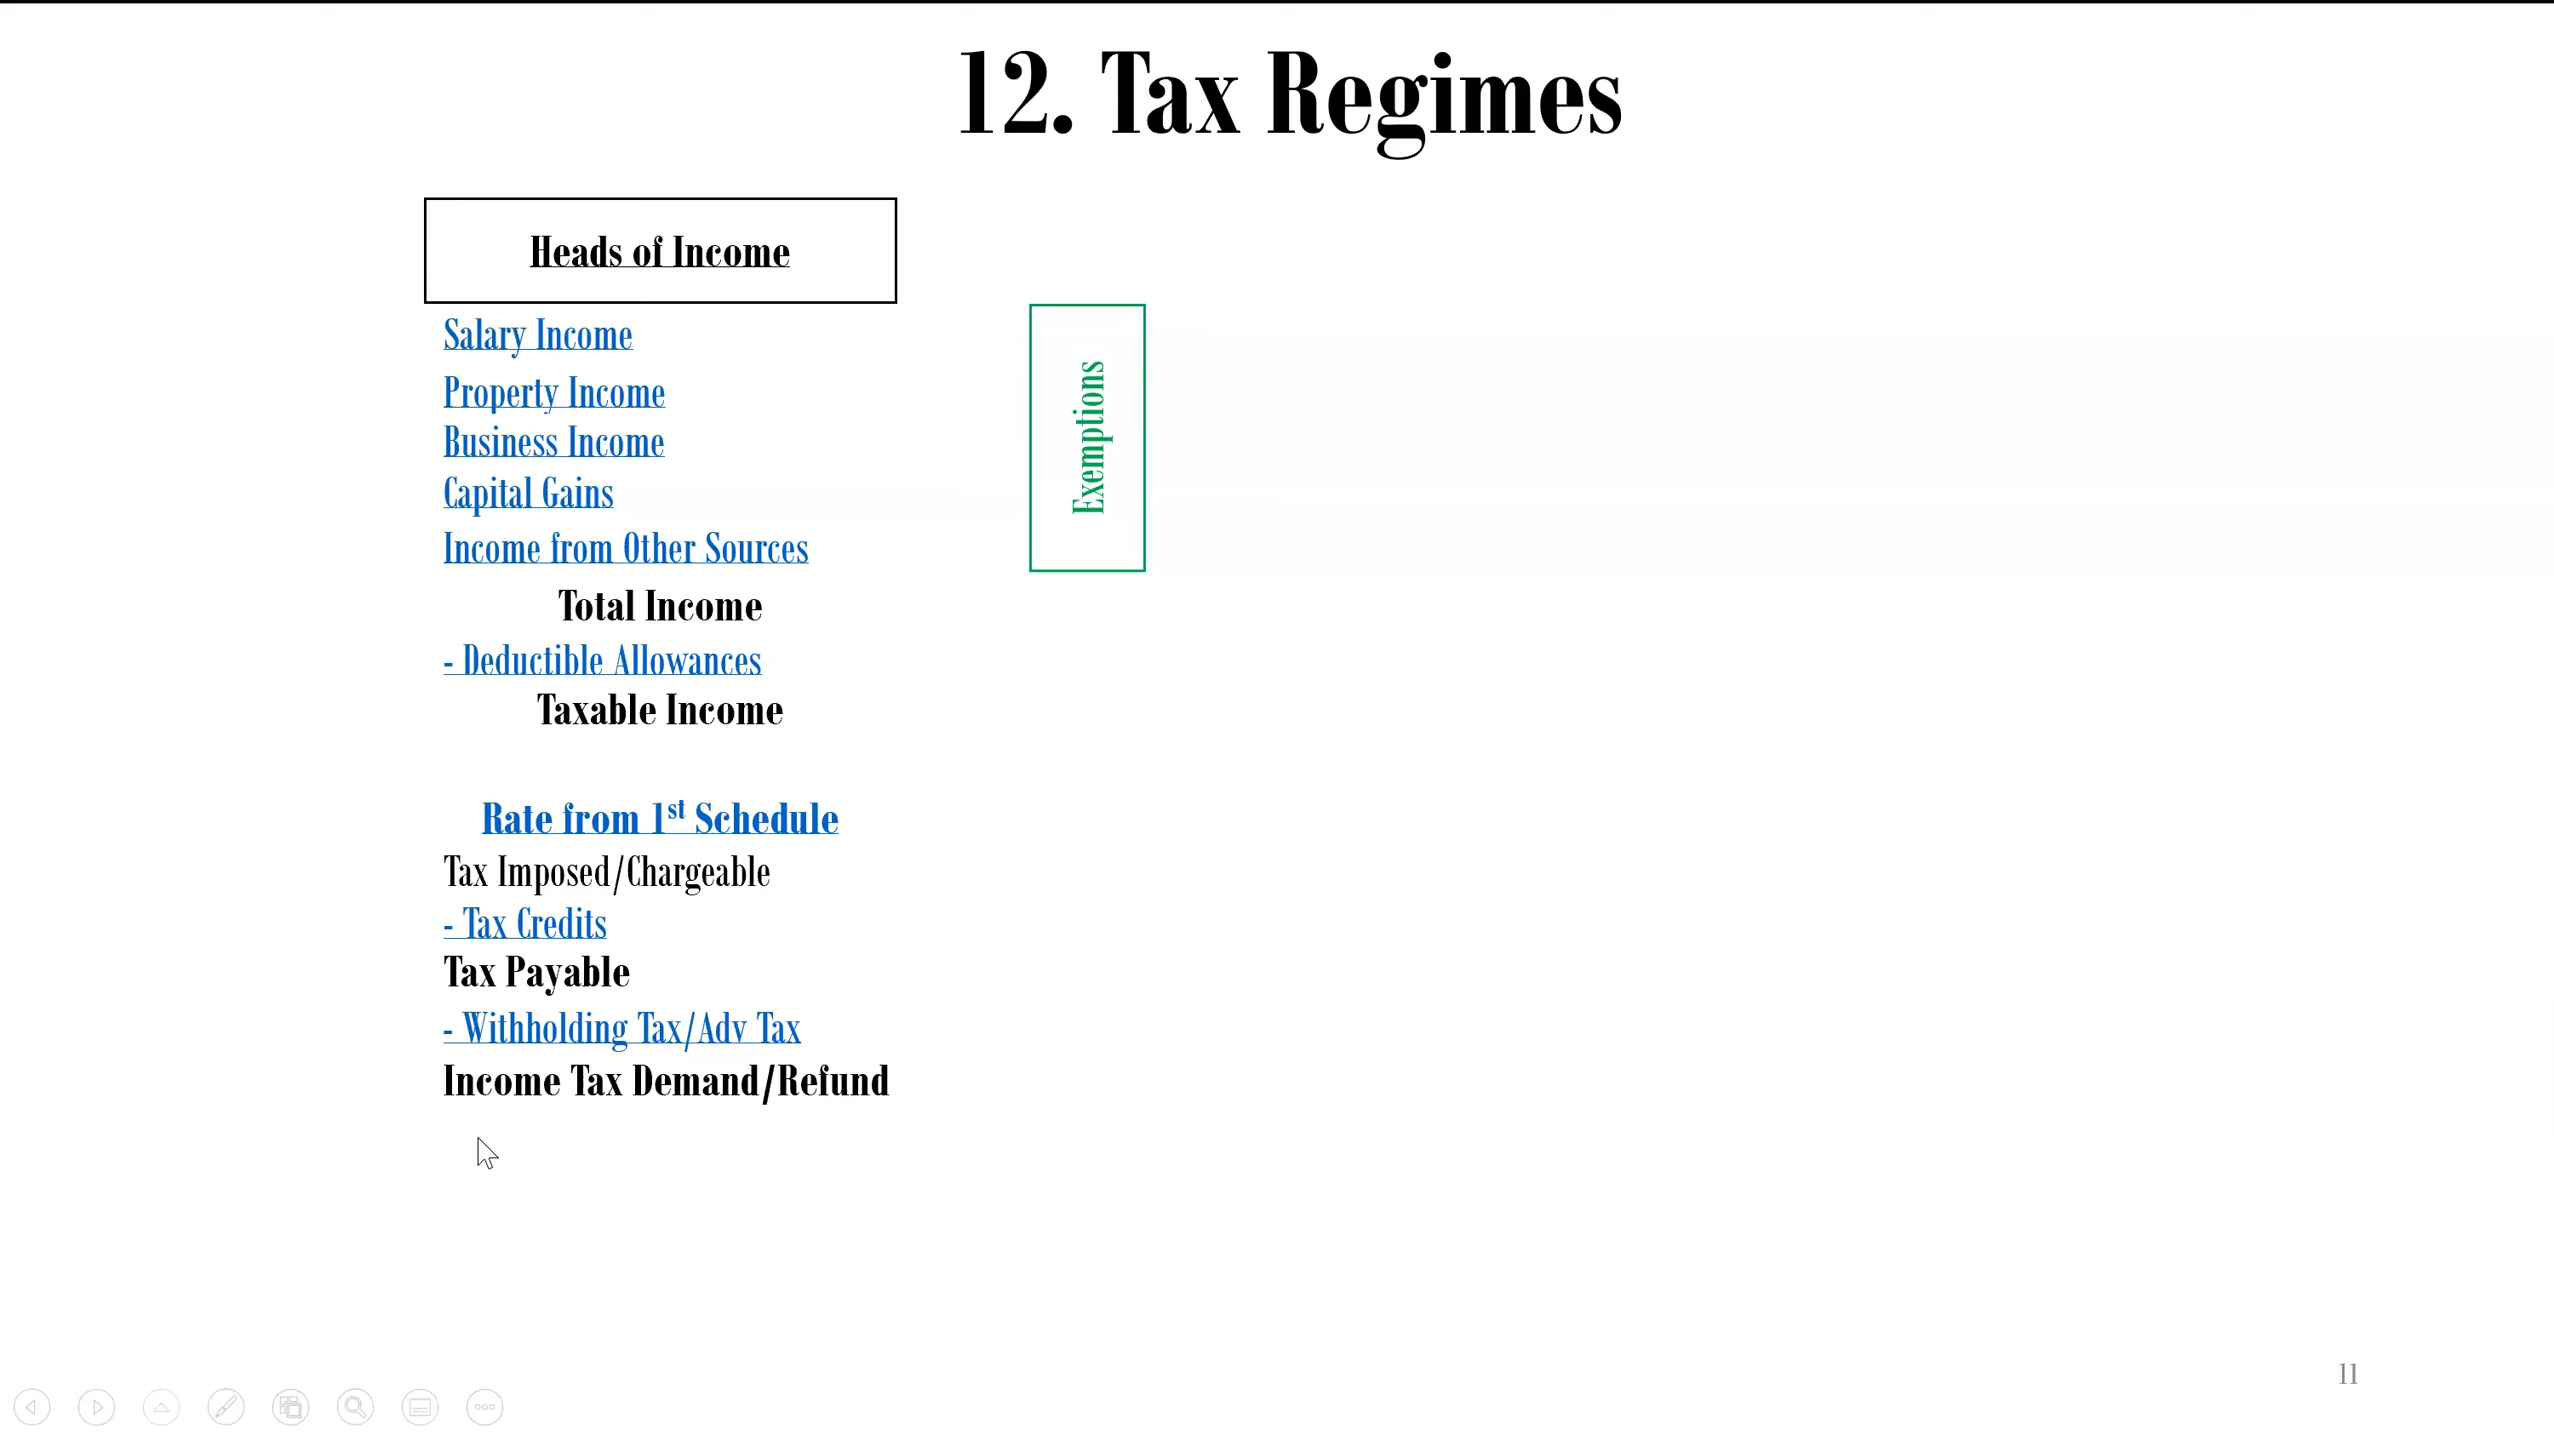 12. Tax Regimes
Heads of Income
Salary Income
Property Income
Business Income
Capital Gains
Income from Other Sources
Exemptions
Total Income
- Deductible Allowances
Taxable Income
Rate from 1st Schedule
Tax Imposed/Chargeable
- Tax Credits
Tax Payable
- Withholding Tax/Adv Tax
Income Tax Demand/Refund
11